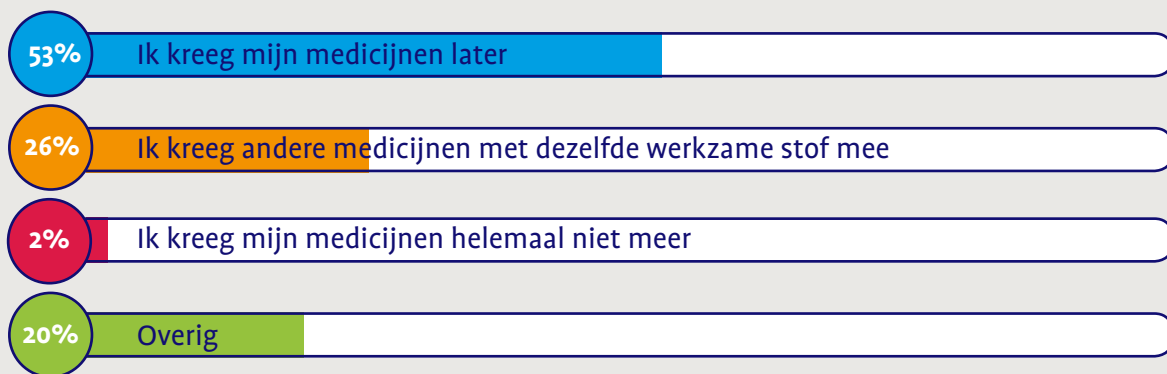 53% Ik kreeg mijn medicijnen later
26% Ik kreeg andere medicijnen met dezelfde werkzame stof mee
2% Ik kreeg mijn medicijnen helemaal niet meer
20% Overig